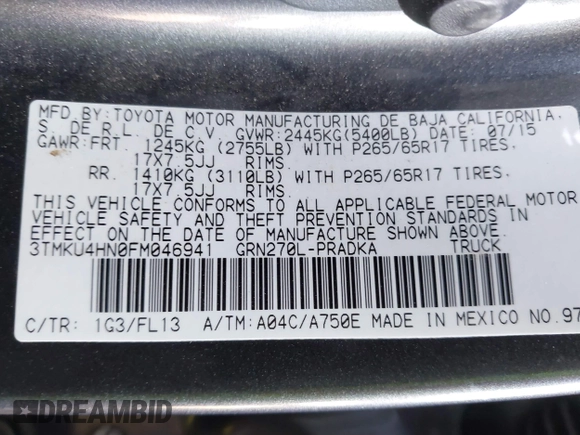 MFD.BY:TOYOTA MOTOR MANUFACTURING DE BAJA CALIFORNIA,
S. DE R.L. DE C.V. GVWR:2445KG(5400LB) DATE: 07/15
GAWR:FRT. 1245KG (2755LB) WITH P265/65R17 TIRES.
17X7.5JJ RIMS
RR. 1410KG (3110LB) WITH P265/65R17 TIRES.
17X7.5JJ RIMS
THIS VEHICLE CONFORMS TO ALL APPLICABLE FEDERAL MOTOR
VEHICLE SAFETY AND THEFT PREVENTION STANDARDS IN
EFFECT ON THE DATE OF MANUFACTURE SHOWN ABOVE.
3TMKU4HN0FM046941 GRN270L-PRADKA TRUCK
C/TR: 1G3/FL13 A/TM:A04C/A750E MADE IN MEXICO NO.97
DREAMBID